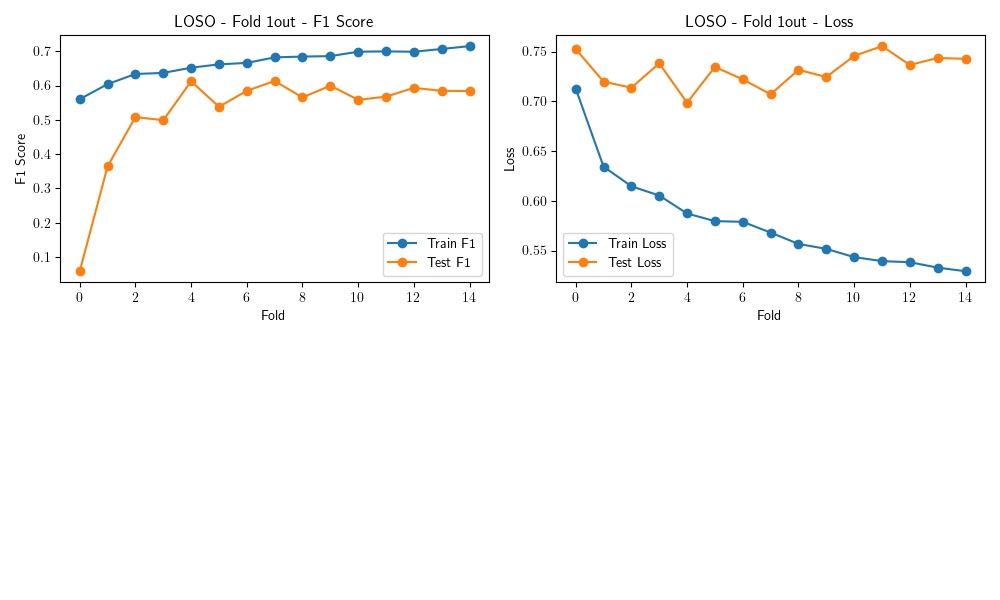 LOSO - Fold 1out - F1 Score
F1 Score
0.7
0.6
0.5
0.4
0.3
0.2
0.1
Train F1
Test F1
0 2 4 6 8 10 12 14
Fold
LOSO - Fold 1out - Loss
Loss
0.75
0.70
0.65
0.60
0.55
Train Loss
Test Loss
0 2 4 6 8 10 12 14
Fold